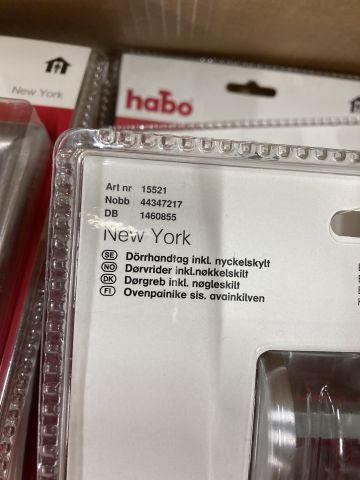 New York
habo
Art nr 15521
Nobb 44347217
DB 1460855
New York
SE Dörrhandtag inkl. nyckelskylt
NO Dørvrider inkl.nøkkelskilt
DK Dørgreb inkl. nøgleskilt
FI Ovenpainike sis. avainkilven